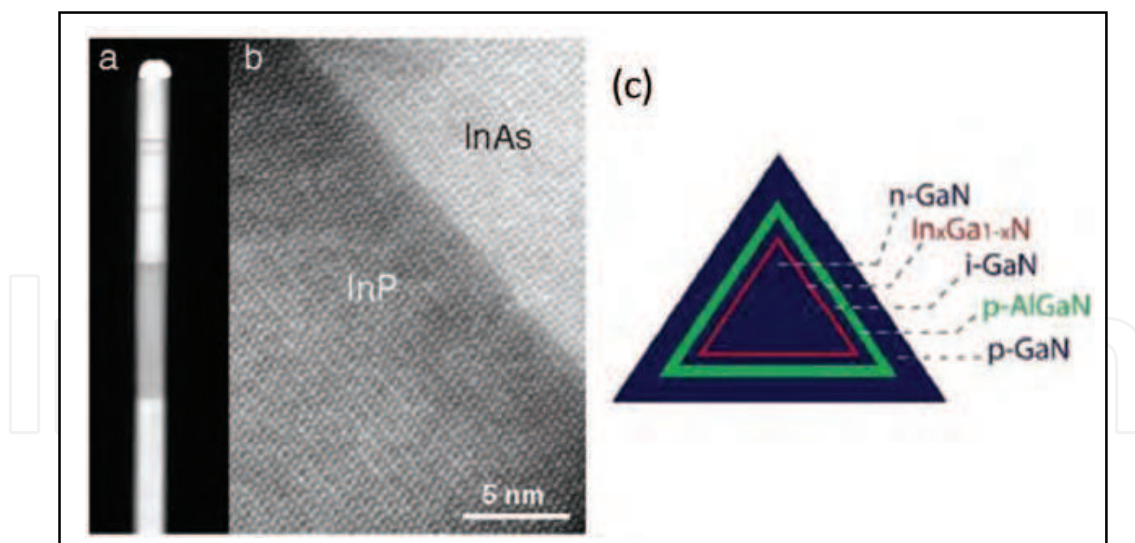 a
b
InAs
InP
5 nm
(c)
n-GaN
InxGa1-xN
i-GaN
p-AlGaN
p-GaN